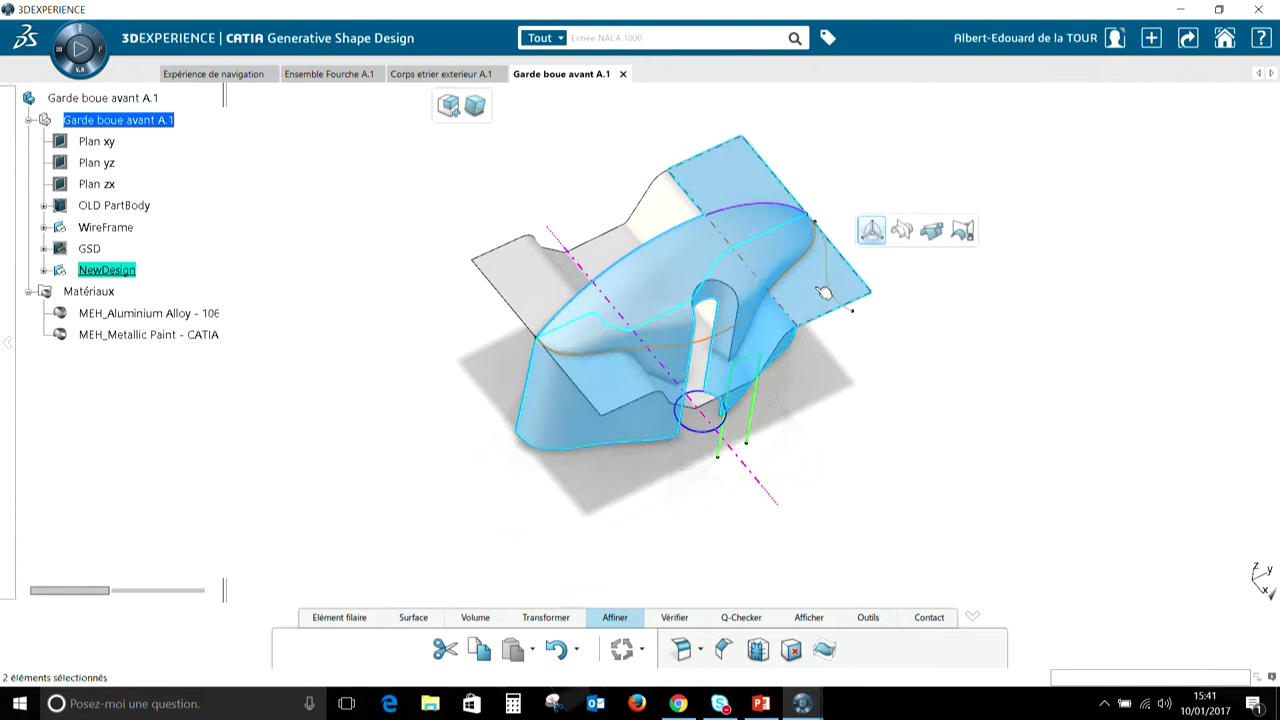 3DEXPERIENCE
3DEXPERIENCE | CATIA Generative Shape Design
3D
V.R
Tout
Entrée NACA 1000
Albert-Edouard de la TOUR
Expérience de navigation
Ensemble Fourche A.1
Corps etrier exterieur A.1
Garde boue avant A.1
Garde boue avant A.1
Garde boue avant A.1
Plan xy
Plan yz
Plan zx
OLD PartBody
WireFrame
GSD
NewDesign
Matériaux
MEH_Aluminium Alloy - 106
MEH_Metallic Paint - CATIA
z
y
x
Elément filaire
Surface
Volume
Transformer
Affiner
Vérifier
Q-Checker
Afficher
Outils
Contact
2 éléments sélectionnés
Posez-moi une question.
15:41
10/01/2017